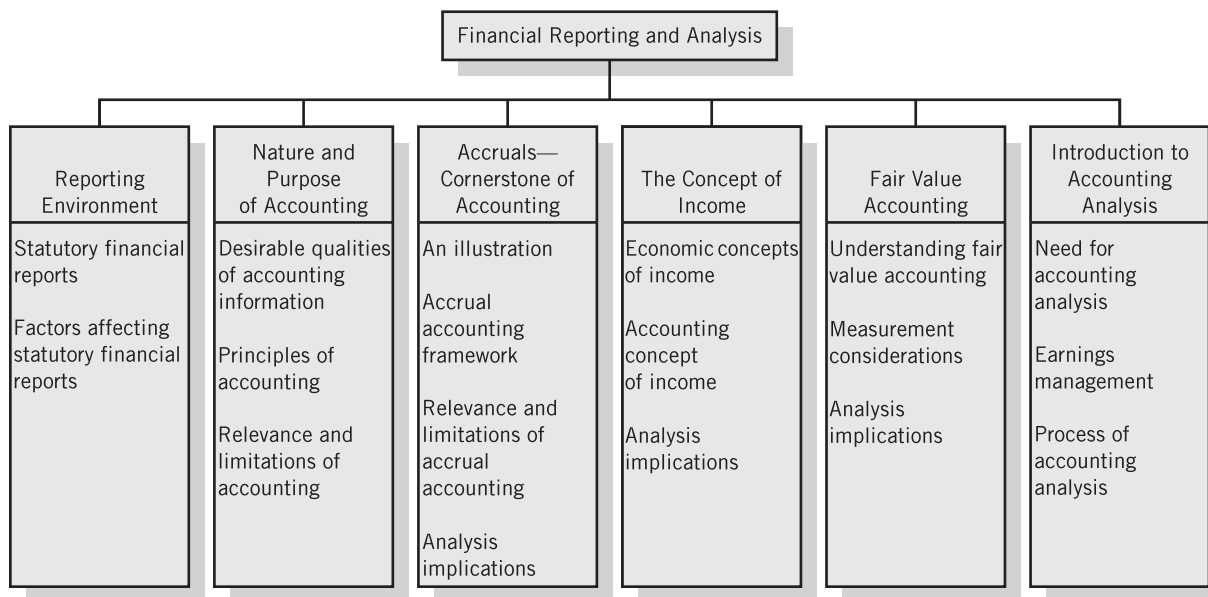 Financial Reporting and Analysis
Reporting
Environment
Statutory financial
reports
Factors affecting
statutory financial
reports
Nature and
Purpose
of Accounting
Desirable qualities
of accounting
information
Principles of
accounting
Relevance and
limitations of
accounting
Accruals—
Cornerstone of
Accounting
An illustration
Accrual
accounting
framework
Relevance and
limitations of
accrual
accounting
Analysis
implications
The Concept of
Income
Economic concepts
of income
Accounting
concept
of income
Analysis
implications
Fair Value
Accounting
Understanding fair
value accounting
Measurement
considerations
Analysis
implications
Introduction to
Accounting
Analysis
Need for
accounting
analysis
Earnings
management
Process of
accounting
analysis